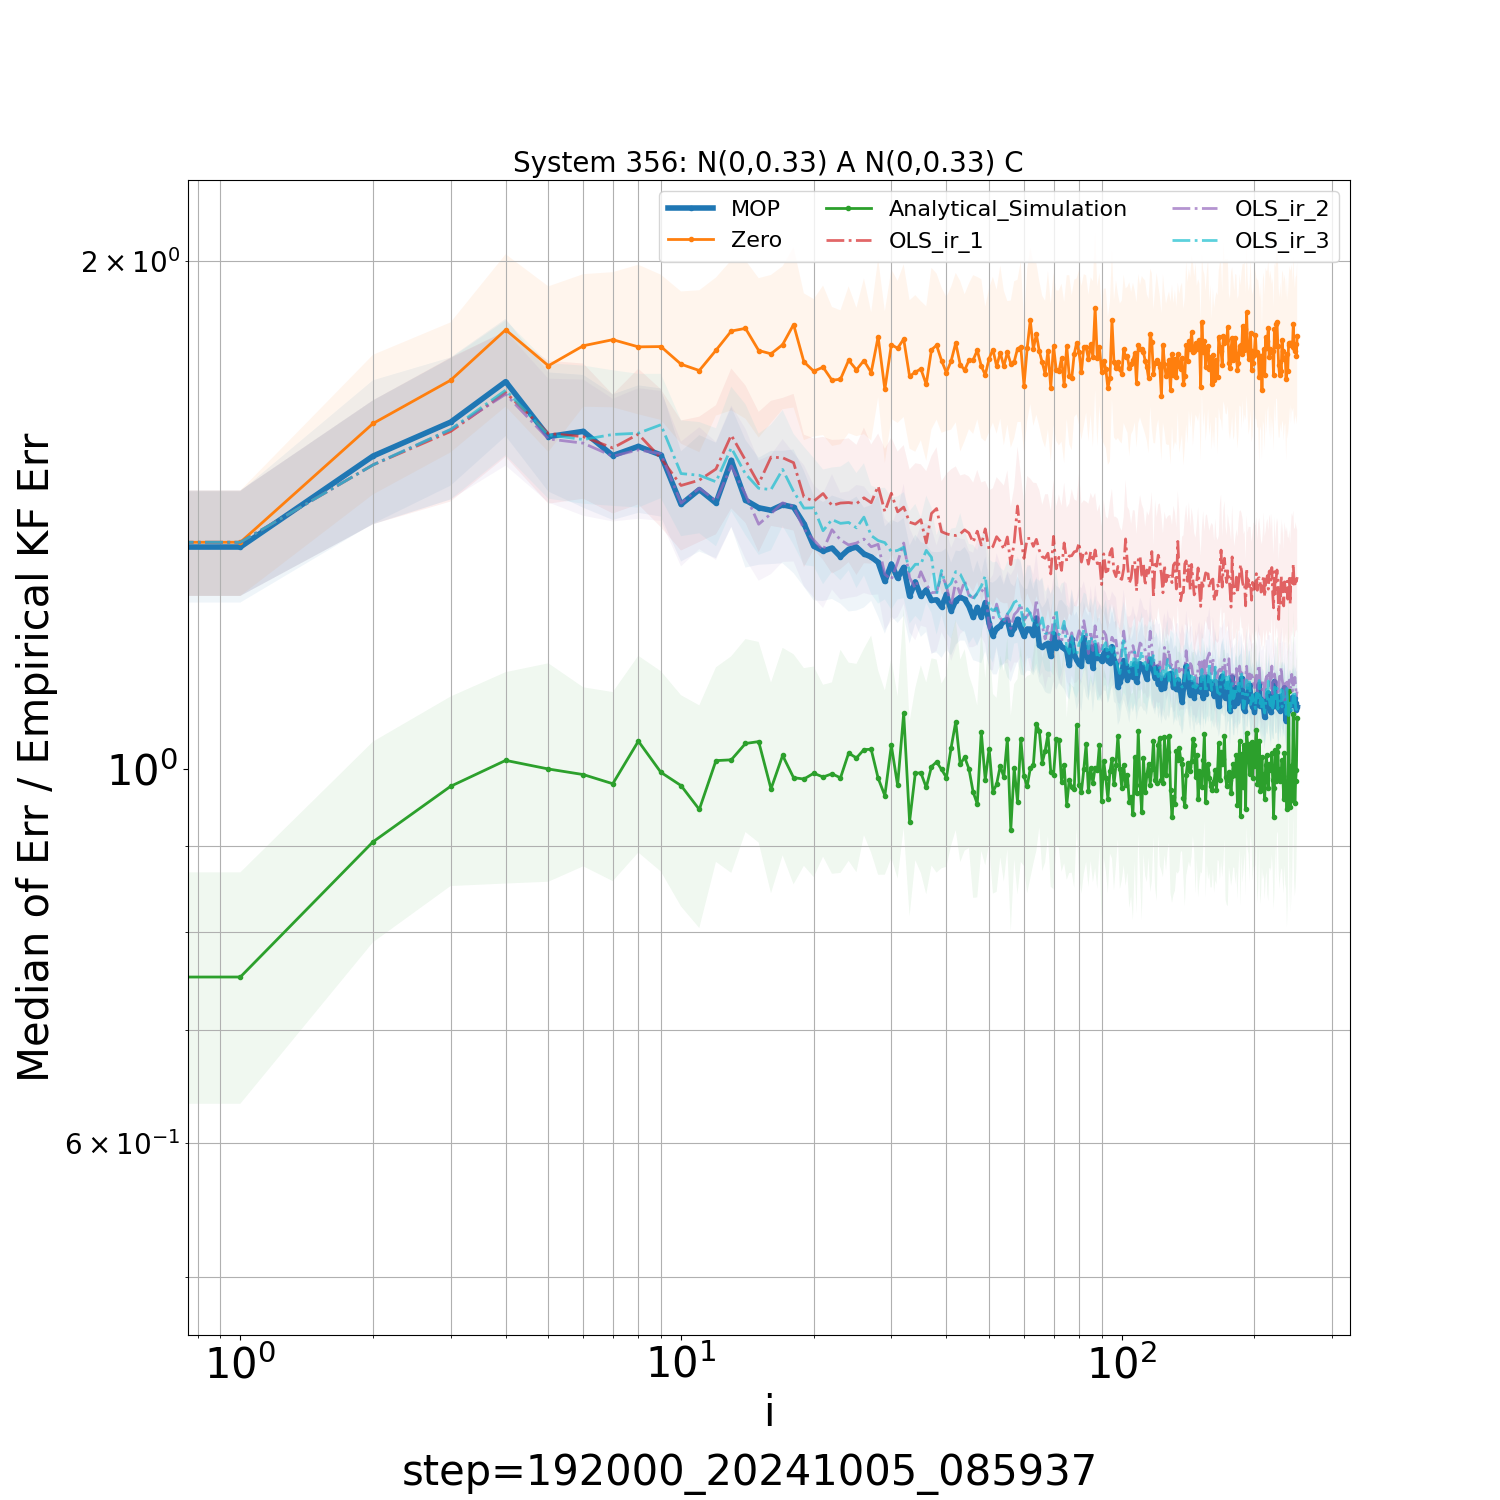 System 356: N(0,0.33) A N(0,0.33) C
MOP
Zero
Analytical_Simulation
OLS_ir_1
OLS_ir_2
OLS_ir_3
Median of Err / Empirical KF Err
2 × 10⁰
10⁰
6 × 10⁻¹
10⁰ 10¹ 10²
i
step=192000_20241005_085937